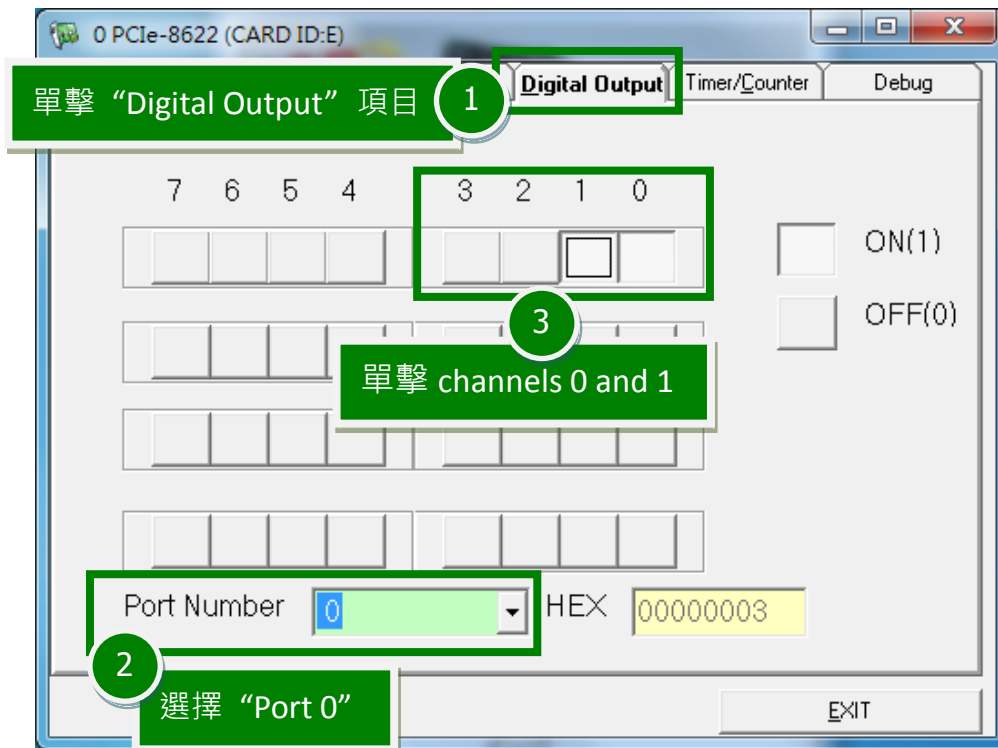 0 PCIe-8622 (CARD ID:E)
單擊 “Digital Output” 項目
1
Digital Output
Timer/Counter
Debug
7 6 5 4 3 2 1 0
ON(1)
OFF(0)
3
單擊 channels 0 and 1
Port Number
0
HEX
00000003
2
選擇 “Port 0”
EXIT